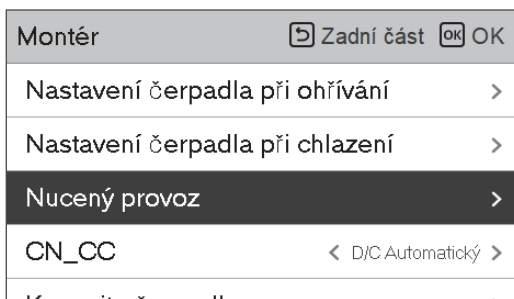 Montér Zadní část OK OK
Nastavení čerpadla při ohřívání
Nastavení čerpadla při chlazení
Nucený provoz
CN_CC D/C Automatický